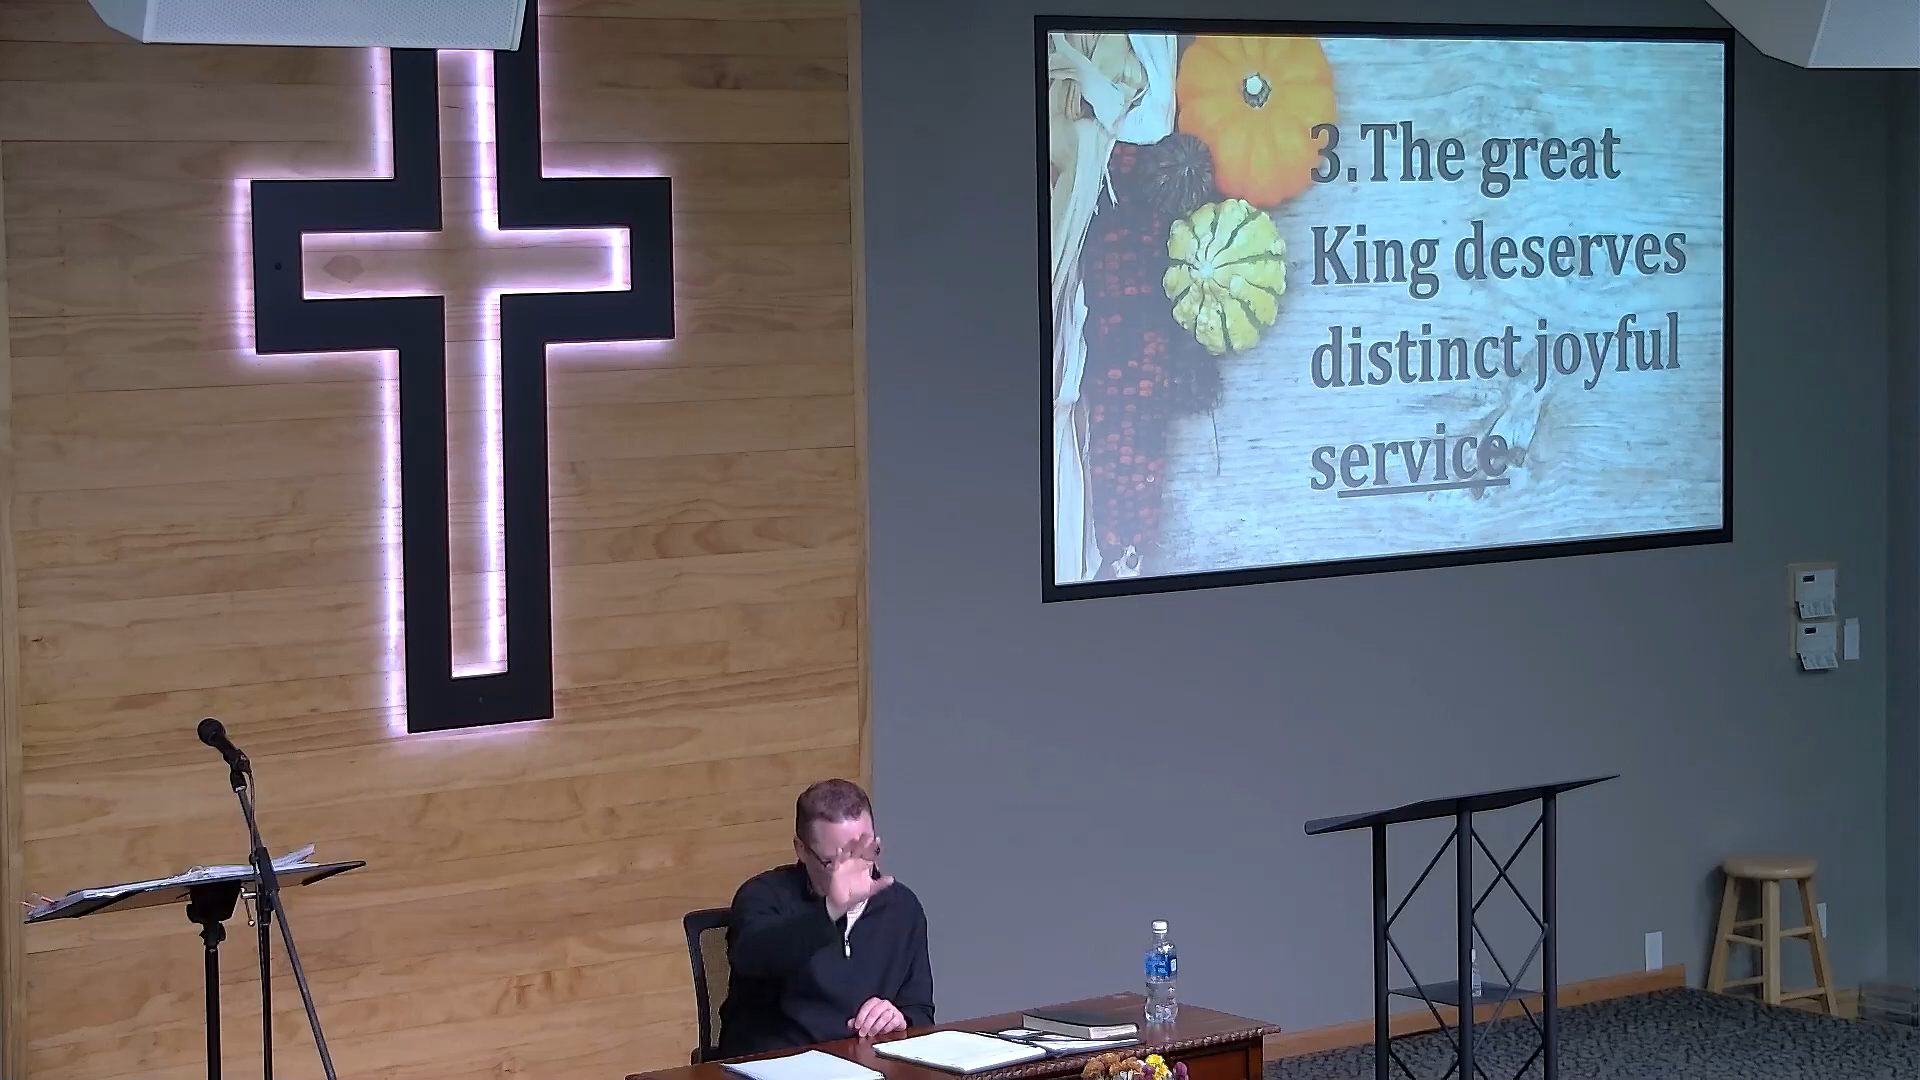 3.The great
King deserves
distinct joyful
service